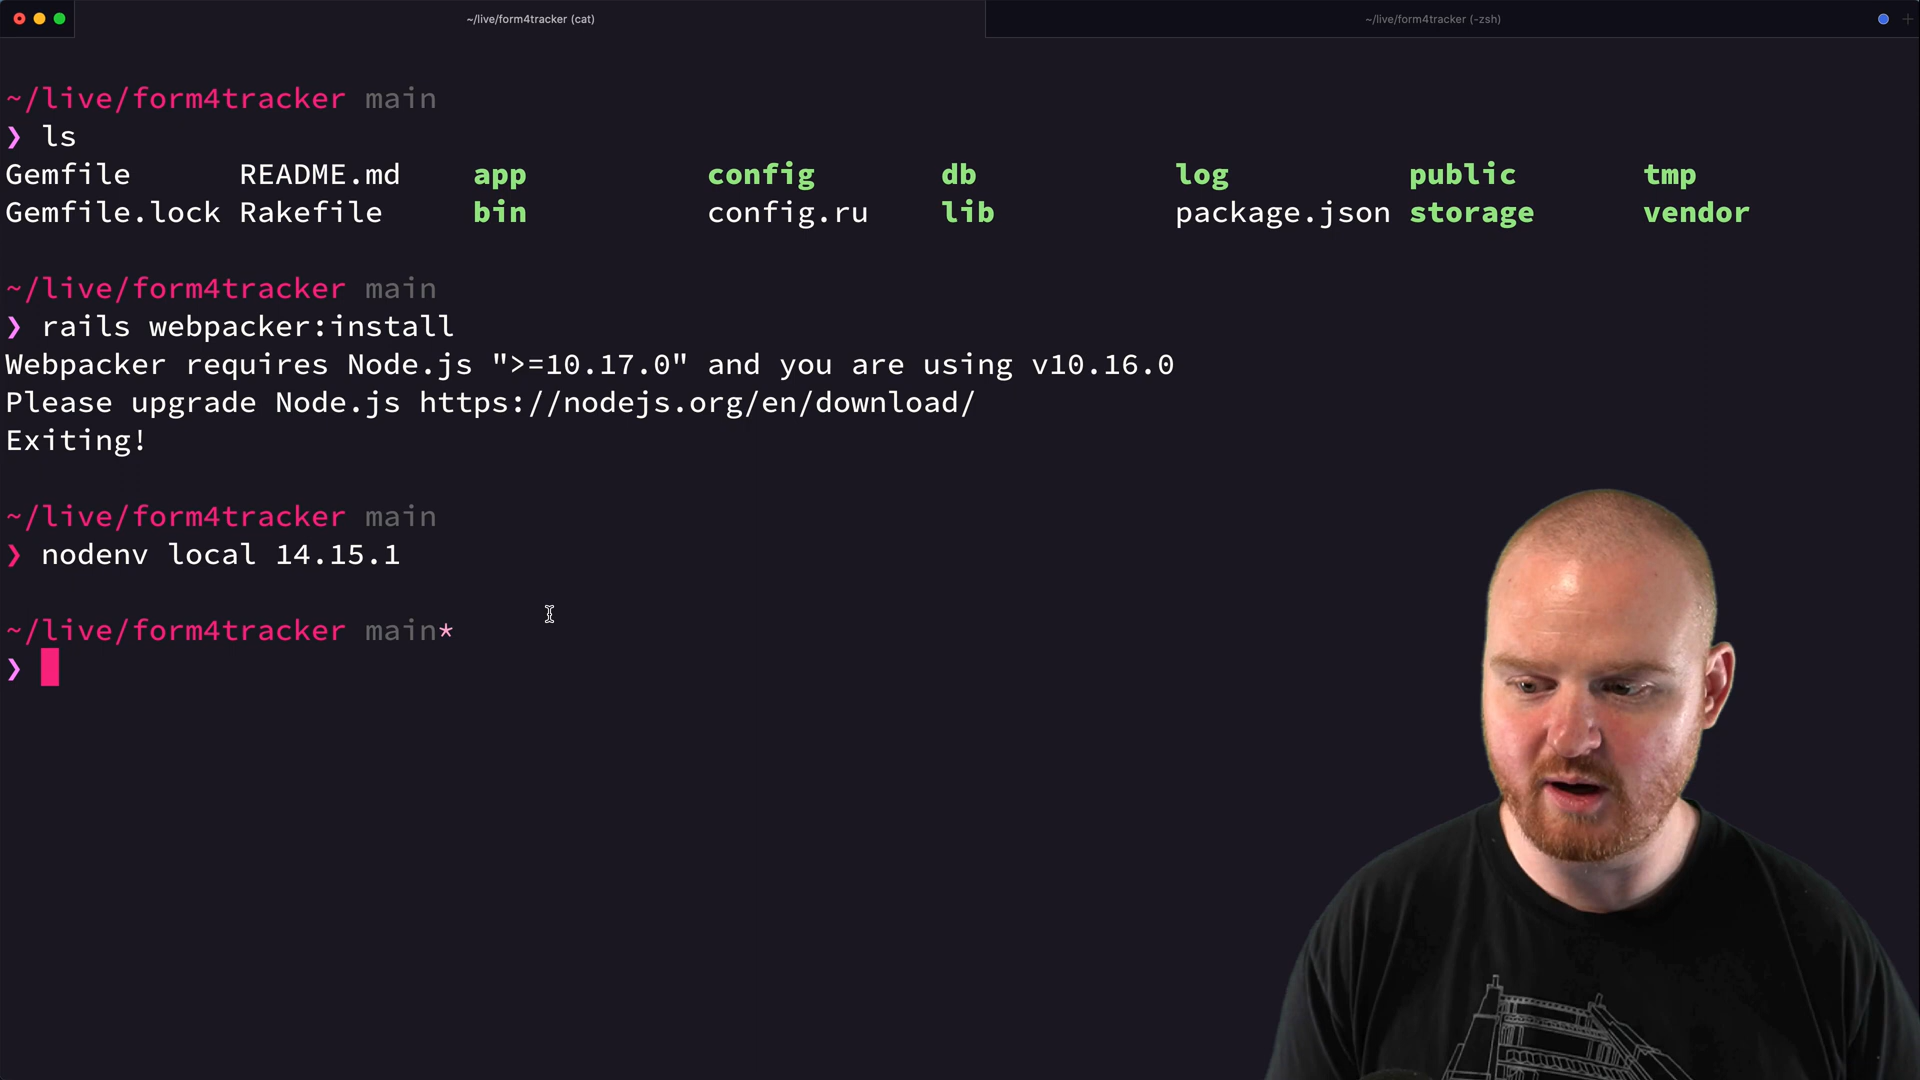 ~/live/form4tracker (cat) ~/live/form4tracker (-zsh)
~/live/form4tracker main
❯ ls
Gemfile README.md app config db log public tmp
Gemfile.lock Rakefile bin config.ru lib package.json storage vendor
~/live/form4tracker main
❯ rails webpacker:install
Webpacker requires Node.js ">=10.17.0" and you are using v10.16.0
Please upgrade Node.js https://nodejs.org/en/download/
Exiting!
~/live/form4tracker main
❯ nodenv local 14.15.1
~/live/form4tracker main*
❯